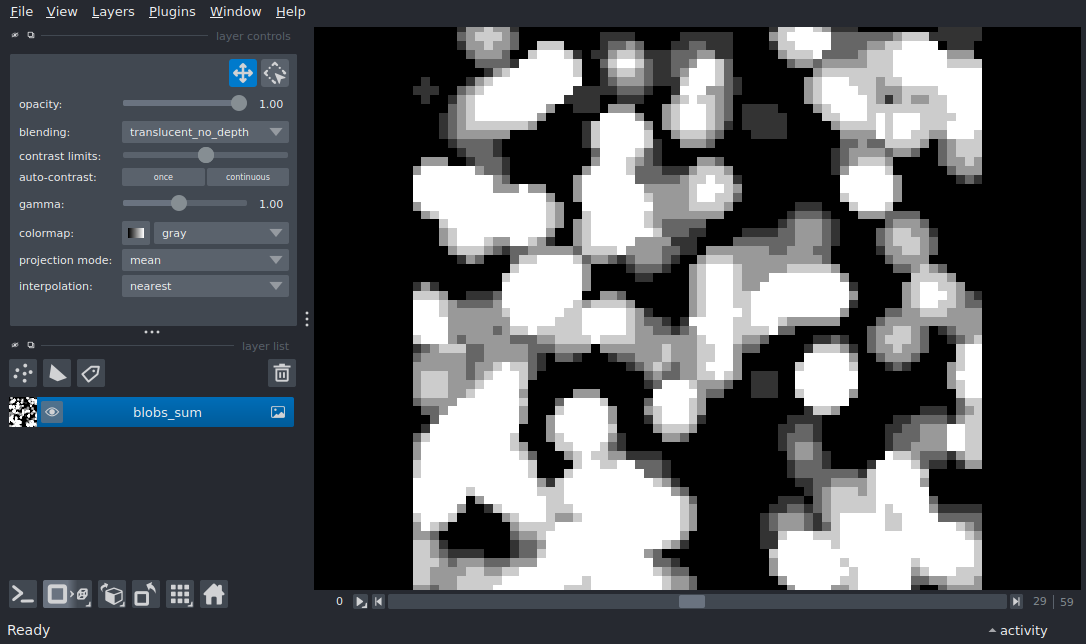 File View Layers Plugins Window Help
layer controls
opacity: 1.00
blending: translucent_no_depth
contrast limits:
auto-contrast: once continuous
gamma: 1.00
colormap: gray
projection mode: mean
interpolation: nearest
layer list
blobs_sum
0 29 59
Ready activity